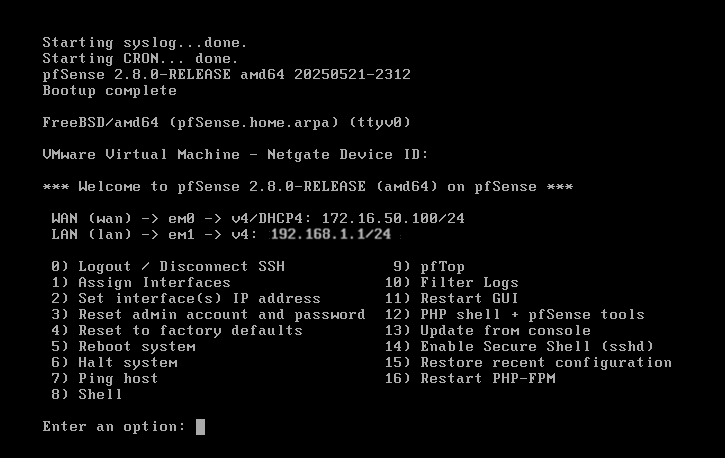 Starting syslog...done.
Starting CRON... done.
pfSense 2.8.0-RELEASE amd64 20250521-2312
Bootup complete
FreeBSD/amd64 (pfSense.home.arpa) (ttyv0)
VMware Virtual Machine - Netgate Device ID:
*** Welcome to pfSense 2.8.0-RELEASE (amd64) on pfSense ***
WAN (wan) -> em0 -> v4/DHCP4: 172.16.50.100/24
LAN (lan) -> em1 -> v4: 192.168.1.1/24
0) Logout / Disconnect SSH 9) pfTop
1) Assign Interfaces 10) Filter Logs
2) Set interface(s) IP address 11) Restart GUI
3) Reset admin account and password 12) PHP shell + pfSense tools
4) Reset to factory defaults 13) Update from console
5) Reboot system 14) Enable Secure Shell (sshd)
6) Halt system 15) Restore recent configuration
7) Ping host 16) Restart PHP-FPM
8) Shell
Enter an option: